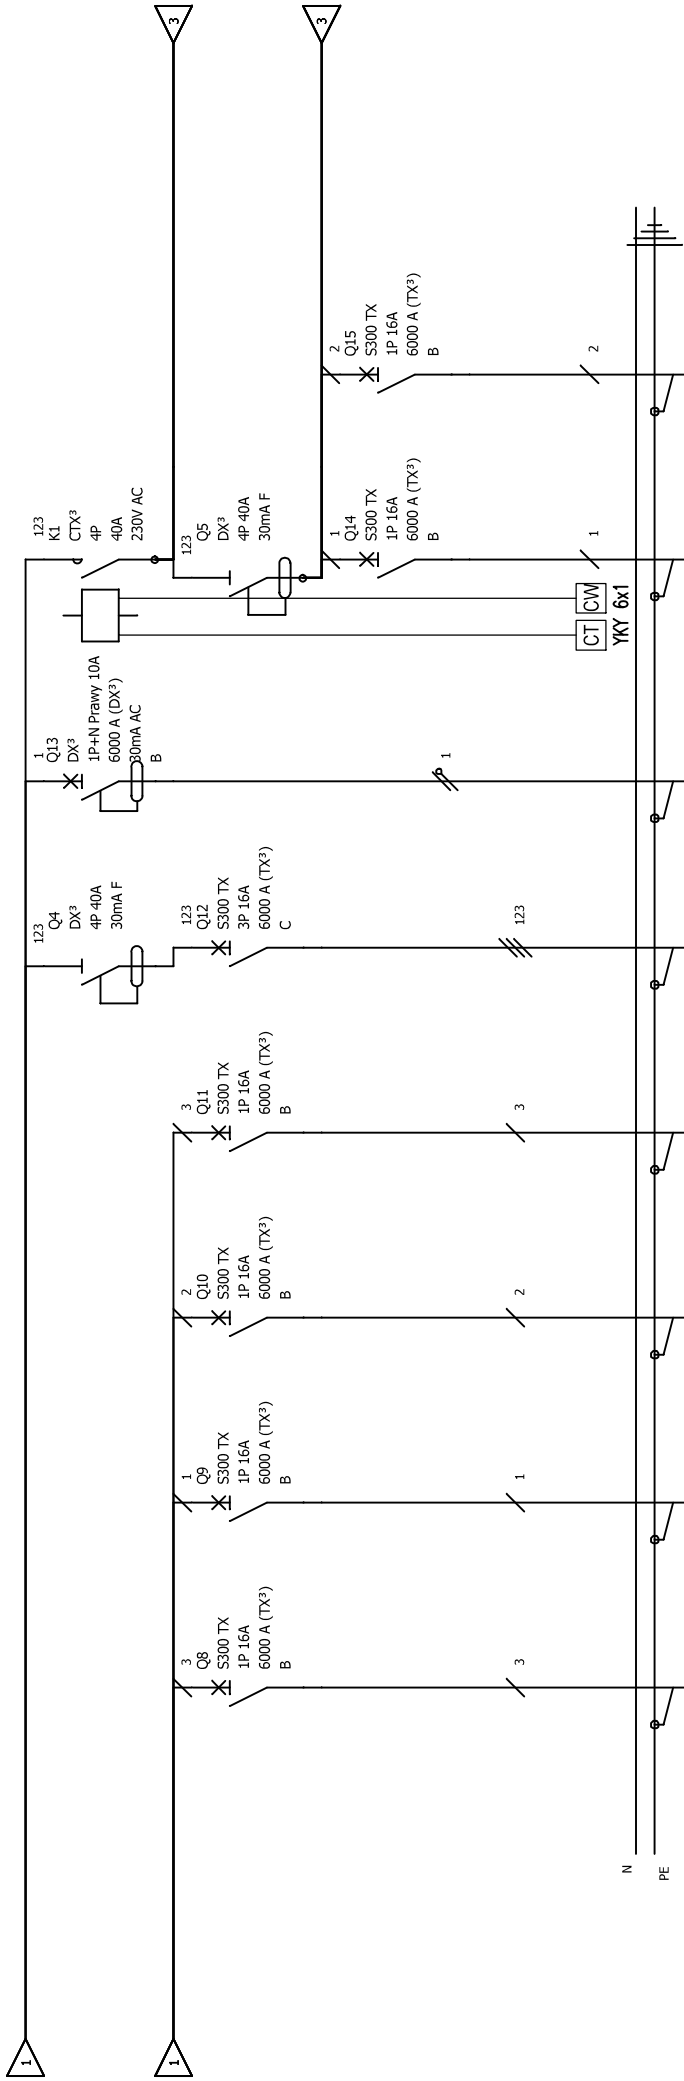 1
1
3
Q8
S300 TX
1P 16A
6000 A (TX³)
B
3
1
Q9
S300 TX
1P 16A
6000 A (TX³)
B
1
2
Q10
S300 TX
1P 16A
6000 A (TX³)
B
2
3
Q11
S300 TX
1P 16A
6000 A (TX³)
B
3
123
Q4
DX³
4P 40A
30mA F
123
Q12
S300 TX
3P 16A
6000 A (TX³)
C
123
1
Q13
DX³
1P+N Prawy 10A
6000 A (DX³)
30mA AC
B
1
123
K1
CTX³
4P
40A
230V AC
CT CW
YKY 6x1
123
Q5
DX³
4P 40A
30mA F
1
Q14
S300 TX
1P 16A
6000 A (TX³)
B
1
2
Q15
S300 TX
1P 16A
6000 A (TX³)
B
2
3
3
N
PE